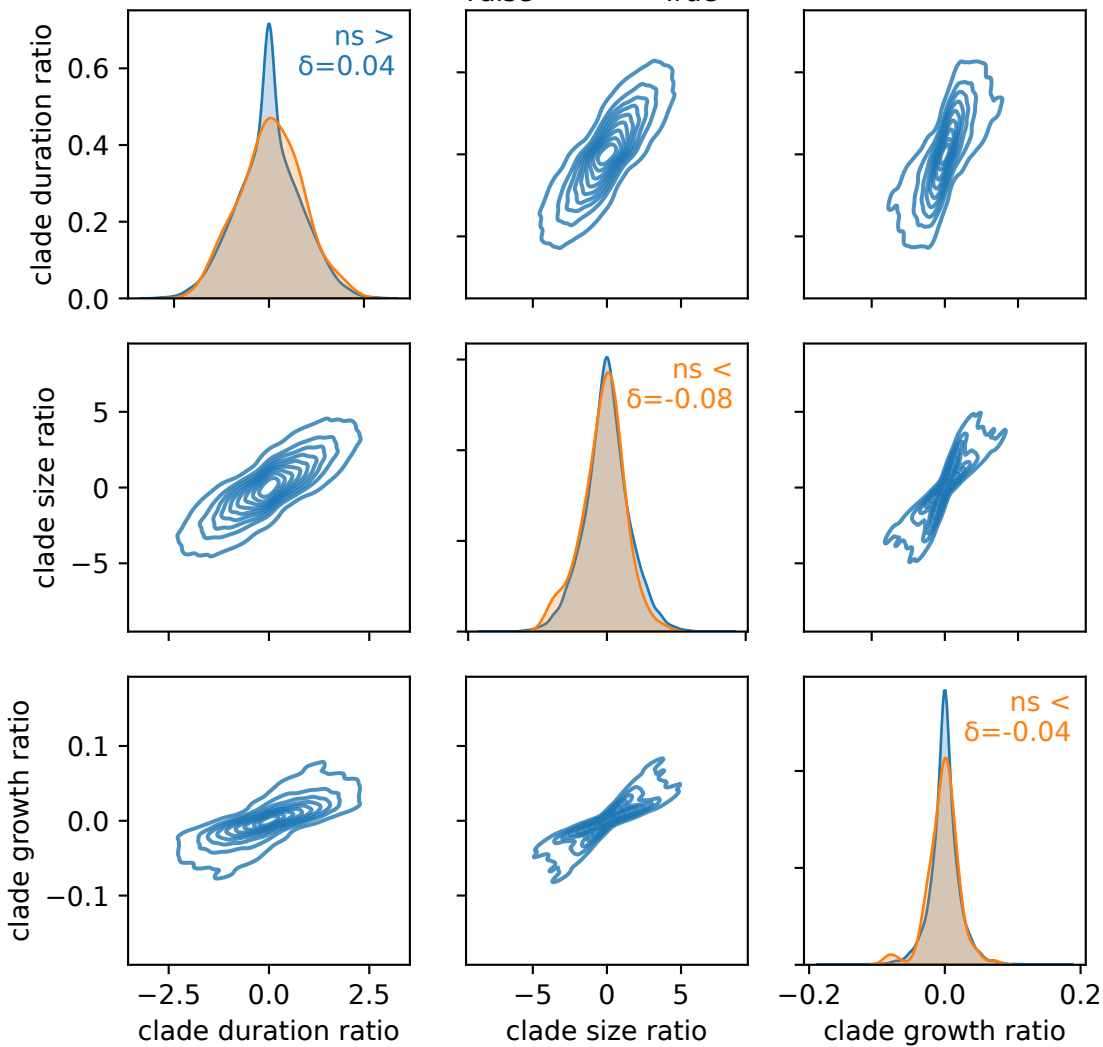 clade duration ratio
0.6
0.4
0.2
0.0
ns >
δ=0.04
clade size ratio
5
0
−5
ns <
δ=-0.08
clade growth ratio
0.1
0.0
−0.1
ns <
δ=-0.04
−2.5 0.0 2.5
−5 0 5
−0.2 0.0 0.2
clade duration ratio
clade size ratio
clade growth ratio